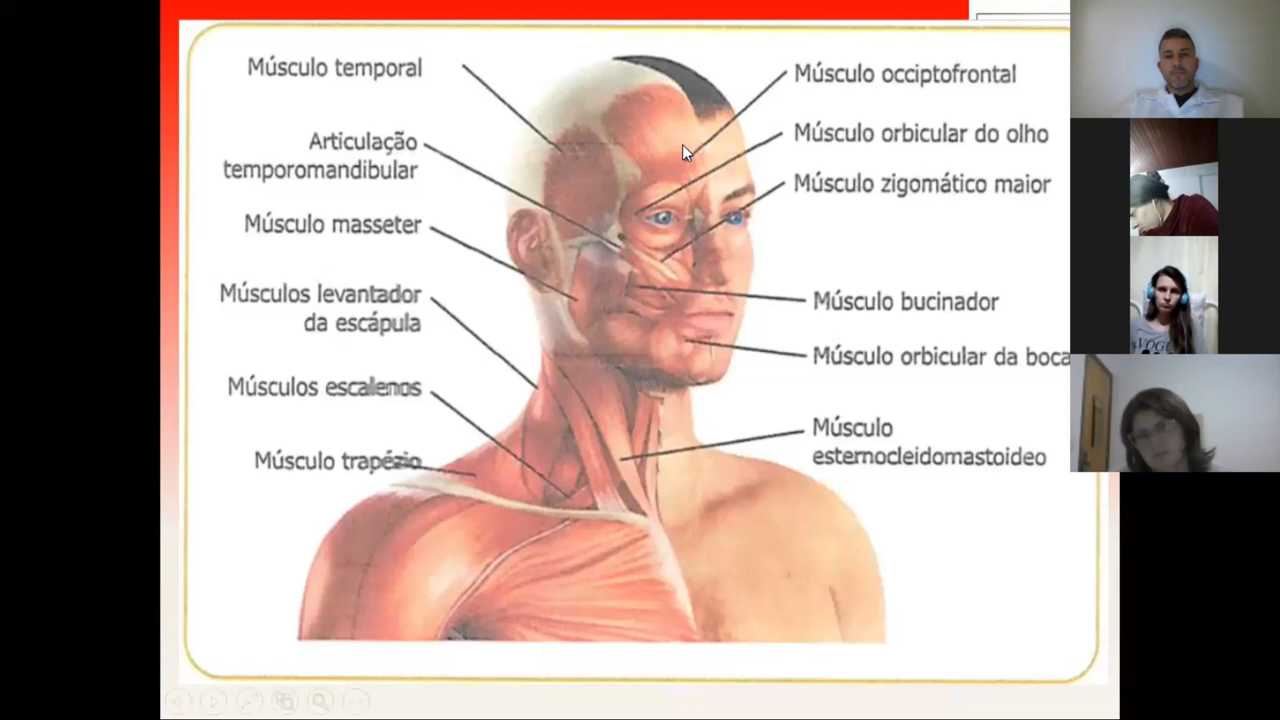 Músculo temporal
Articulação
temporomandibular
Músculo masseter
Músculos levantador
da escápula
Músculos escalenos
Músculo trapézio
Músculo occiptofrontal
Músculo orbicular do olho
Músculo zigomático maior
Músculo bucinador
Músculo orbicular da boca
Músculo
esternocleidomastoideo
VOGUE